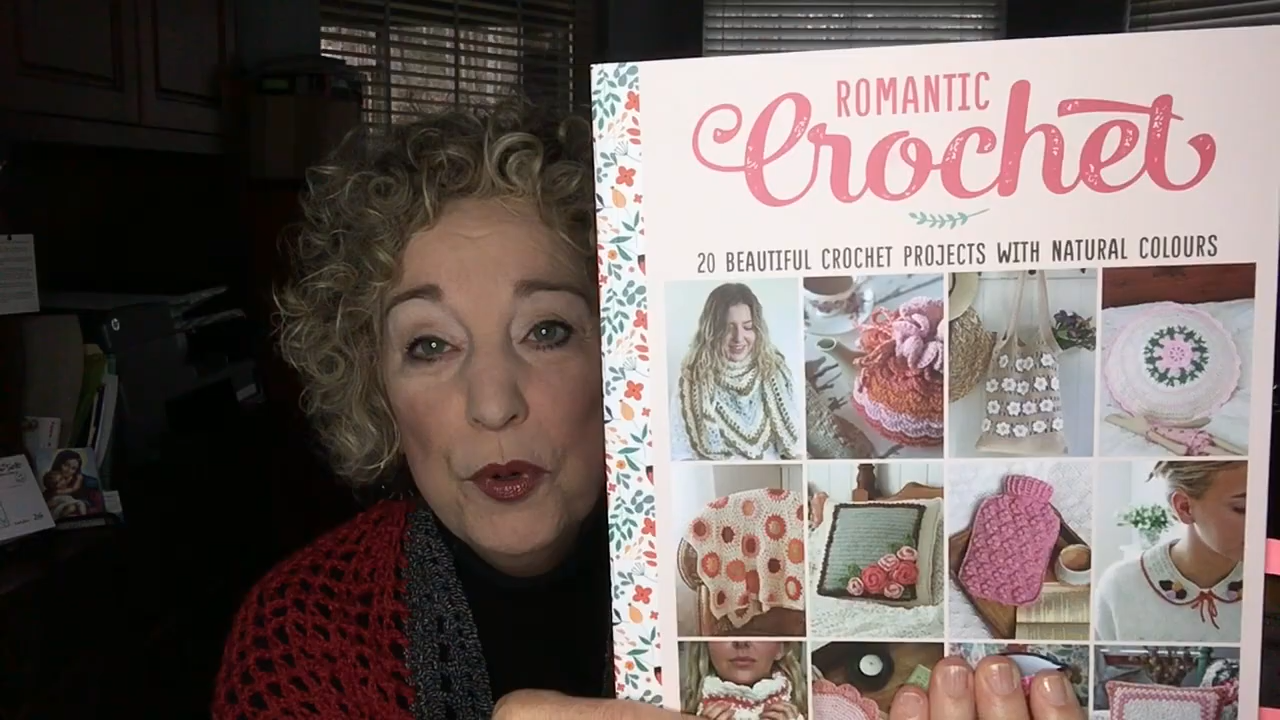 ROMANTIC
Crochet
20 BEAUTIFUL CROCHET PROJECTS WITH NATURAL COLOURS